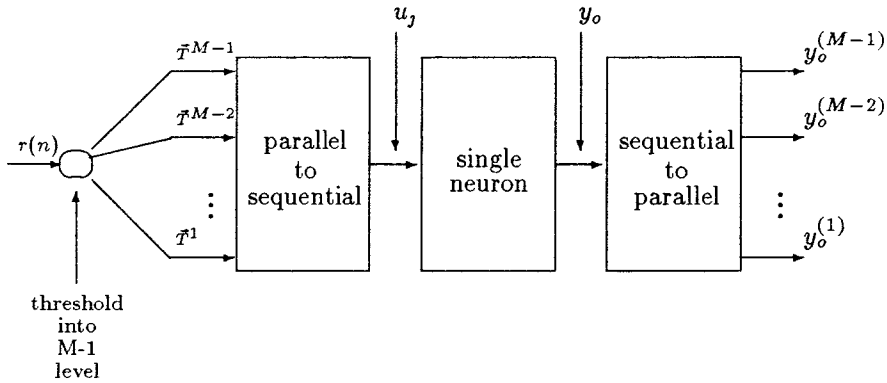 u_j
y_o
r(n)
T⃗^{M-1}
T⃗^{M-2}
⋮
T⃗^1
threshold
into
M-1
level
parallel
to
sequential
single
neuron
sequential
to
parallel
y_o^{(M-1)}
y_o^{(M-2)}
⋮
y_o^{(1)}